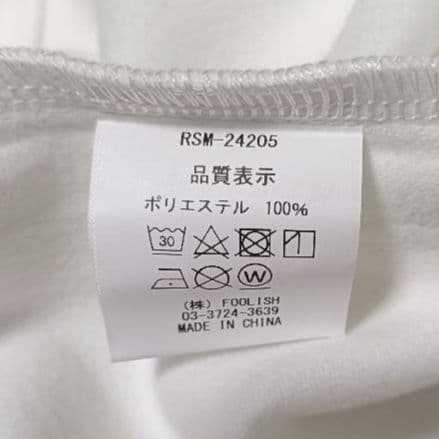 RSM-24205
品質表示
ポリエステル 100%
30
W
(株) FOOLISH
03-3724-3639
MADE IN CHINA